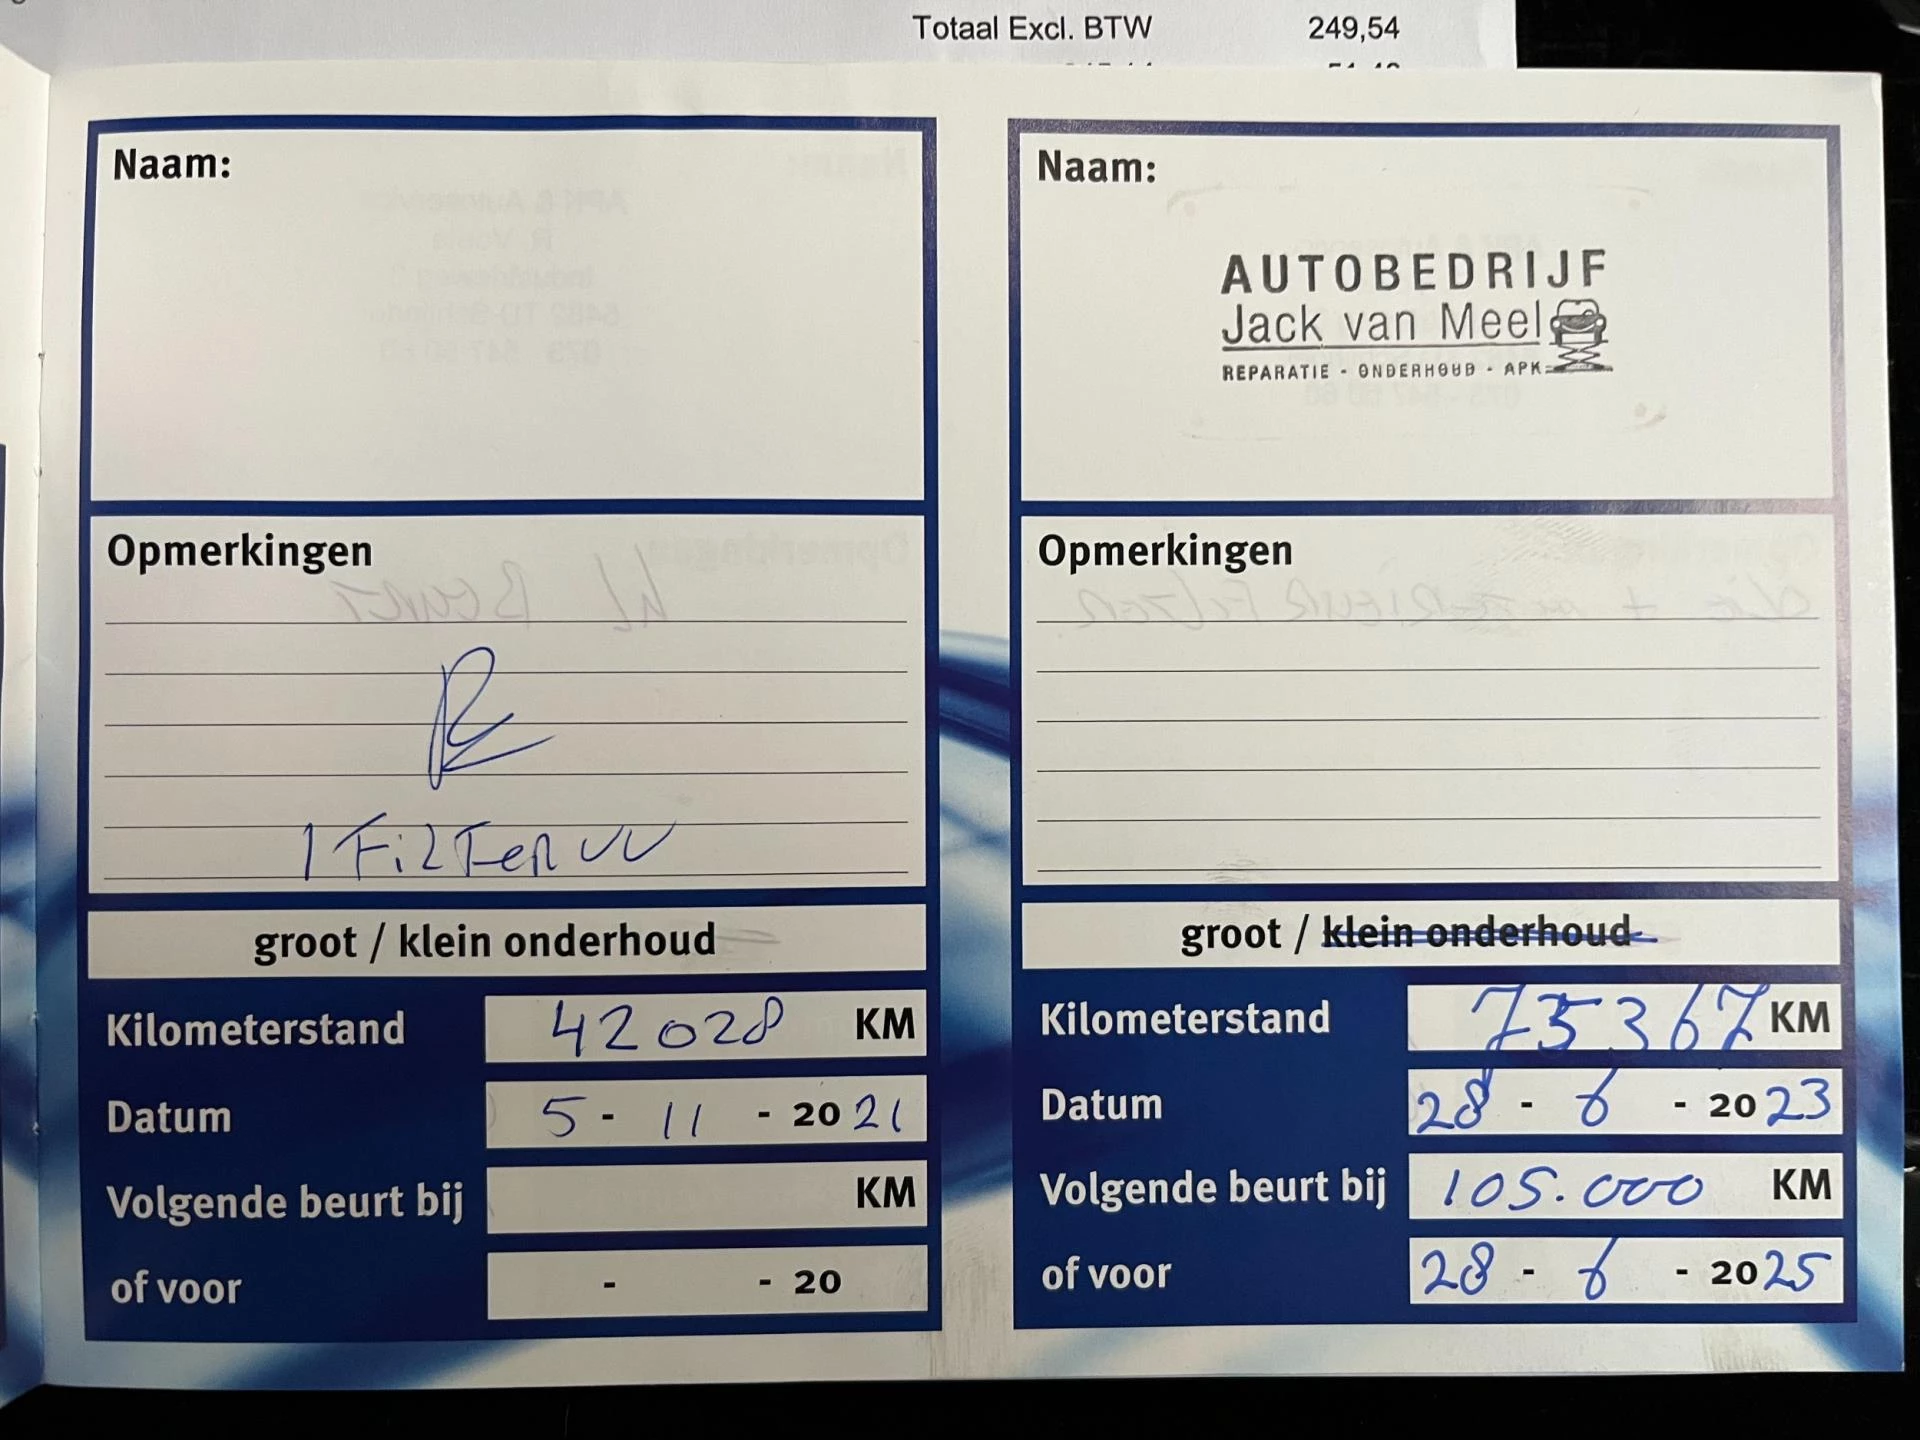 Totaal Excl. BTW 249,54
Naam:
Opmerkingen
1 Filter VV
groot / klein onderhoud
Kilometerstand 42028 KM
Datum 5 - 11 - 2021
Volgende beurt bij KM
of voor - - 20
Naam:
AUTOBEDRIJF
Jack van Meel
REPARATIE - ONDERHOUD - APK
Opmerkingen
groot / klein onderhoud
Kilometerstand 75367 KM
Datum 28 - 6 - 2023
Volgende beurt bij 105.000 KM
of voor 28 - 6 - 2025